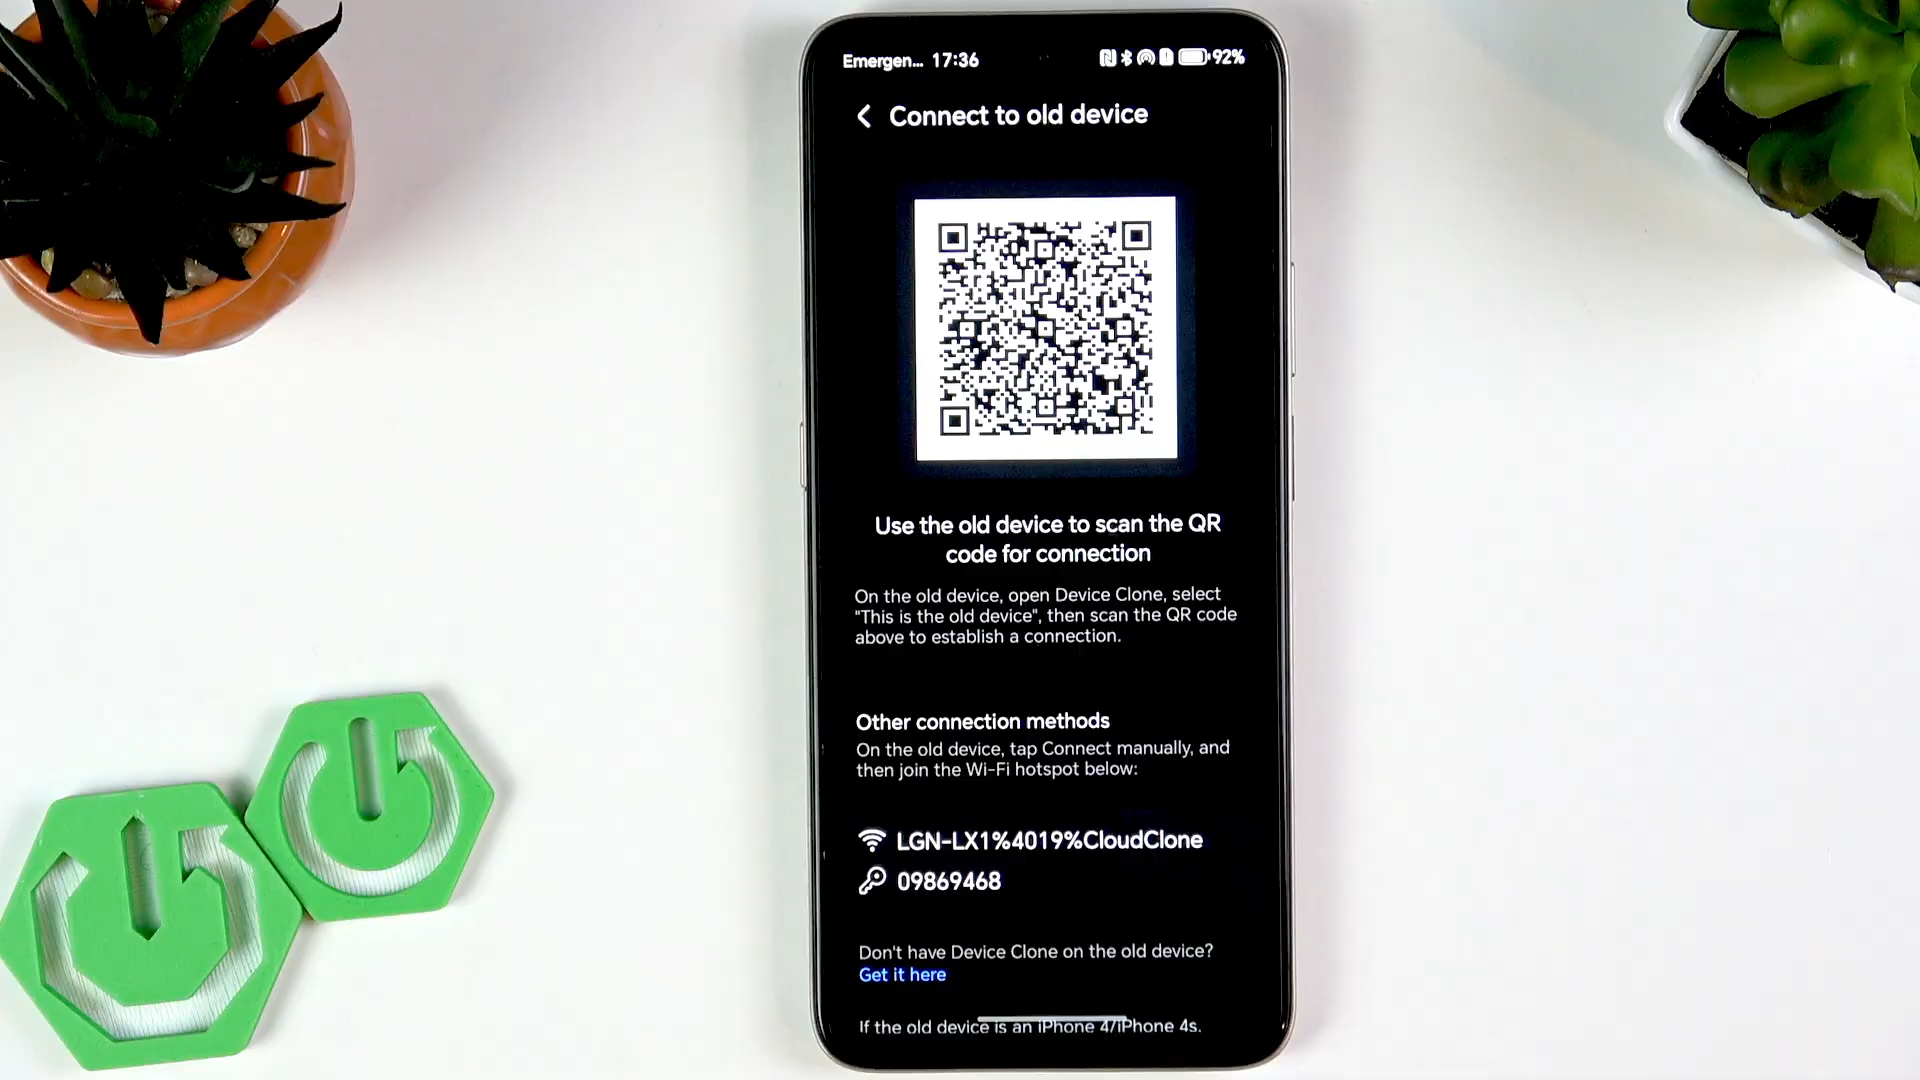 Emergen... 17:36 92%
Connect to old device
Use the old device to scan the QR
code for connection
On the old device, open Device Clone, select
"This is the old device", then scan the QR code
above to establish a connection.
Other connection methods
On the old device, tap Connect manually, and
then join the Wi-Fi hotspot below:
LGN-LX1%4019%CloudClone
09869468
Don't have Device Clone on the old device?
Get it here
If the old device is an iPhone 4/iPhone 4s.